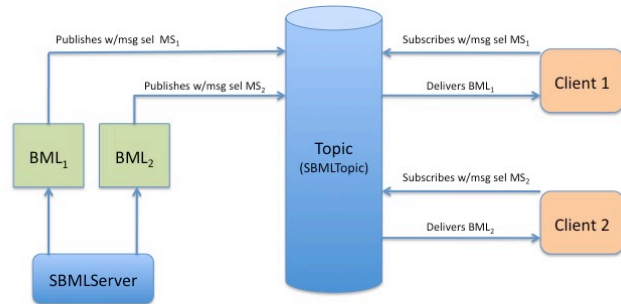 Publishes w/msg sel MS₁
Subscribes w/msg sel MS₁
Publishes w/msg sel MS₂
Delivers BML₁
Client 1
BML₁
BML₂
Topic
(SBMLTopic)
Subscribes w/msg sel MS₂
Delivers BML₂
Client 2
SBMLServer